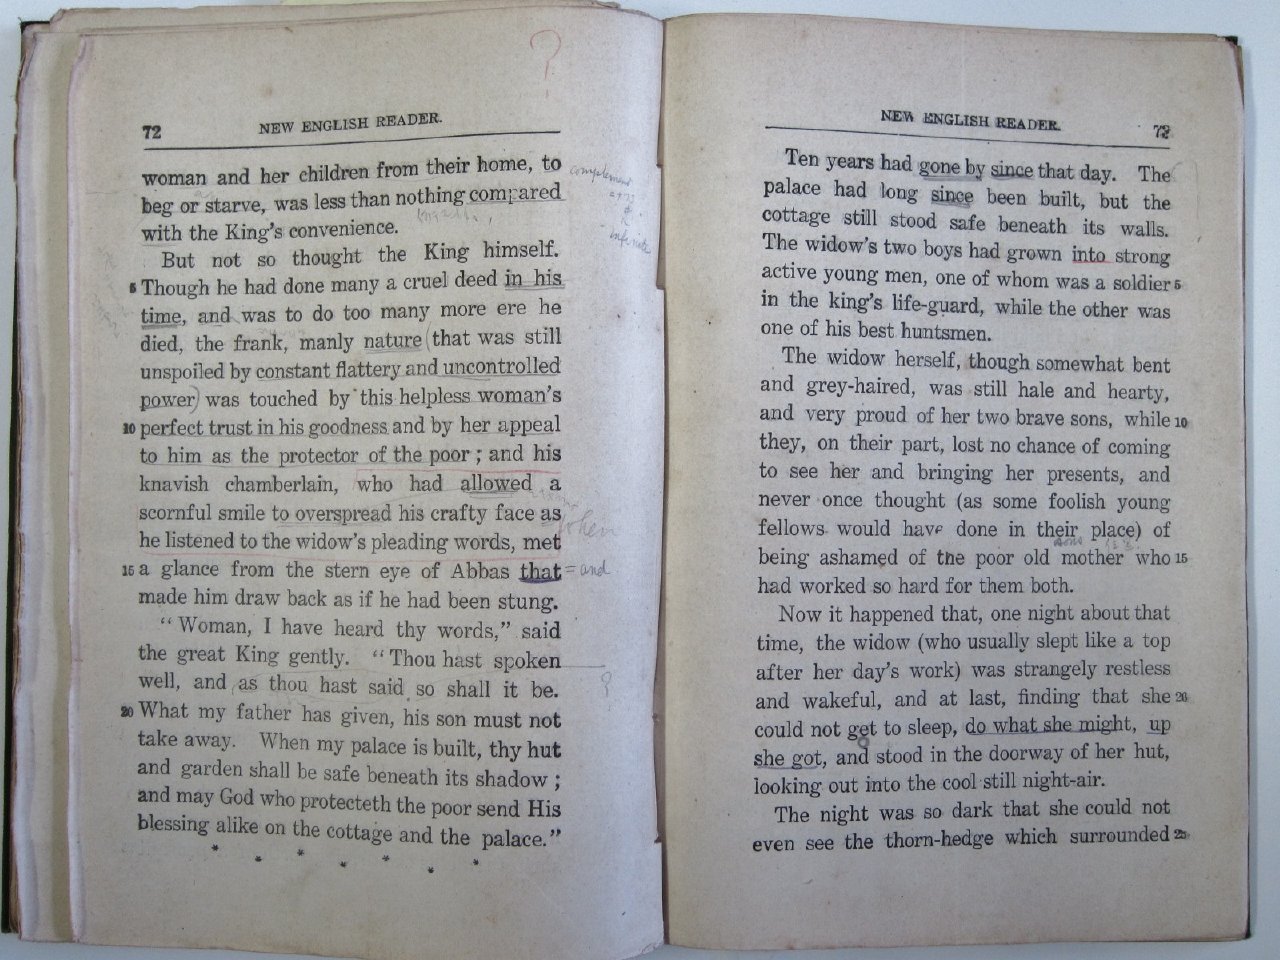 72 NEW ENGLISH READER.
woman and her children from their home, to
beg or starve, was less than nothing compared
with the King's convenience.
But not so thought the King himself.
5 Though he had done many a cruel deed in his
time, and was to do too many more ere he
died, the frank, manly nature (that was still
unspoiled by constant flattery and uncontrolled
power) was touched by this helpless woman's
10 perfect trust in his goodness and by her appeal
to him as the protector of the poor; and his
knavish chamberlain, who had allowed a
scornful smile to overspread his crafty face as
he listened to the widow's pleading words, met
15 a glance from the stern eye of Abbas that = and
made him draw back as if he had been stung.
"Woman, I have heard thy words," said
the great King gently. "Thou hast spoken
well, and as thou hast said so shall it be.
20 What my father has given, his son must not
take away. When my palace is built, thy hut
and garden shall be safe beneath its shadow;
and may God who protecteth the poor send His
blessing alike on the cottage and the palace."
* * * * * * *
?
complement
infinite
when
?
NEW ENGLISH READER. 73
Ten years had gone by since that day. The
palace had long since been built, but the
cottage still stood safe beneath its walls.
The widow's two boys had grown into strong
active young men, one of whom was a soldier 5
in the king's life-guard, while the other was
one of his best huntsmen.
The widow herself, though somewhat bent
and grey-haired, was still hale and hearty,
and very proud of her two brave sons, while 10
they, on their part, lost no chance of coming
to see her and bringing her presents, and
never once thought (as some foolish young
fellows would have done in their place) of
being ashamed of the poor old mother who 15
had worked so hard for them both.
Now it happened that, one night about that
time, the widow (who usually slept like a top
after her day's work) was strangely restless
and wakeful, and at last, finding that she 20
could not get to sleep, do what she might, up
she got, and stood in the doorway of her hut,
looking out into the cool still night-air.
The night was so dark that she could not
even see the thorn-hedge which surrounded 25